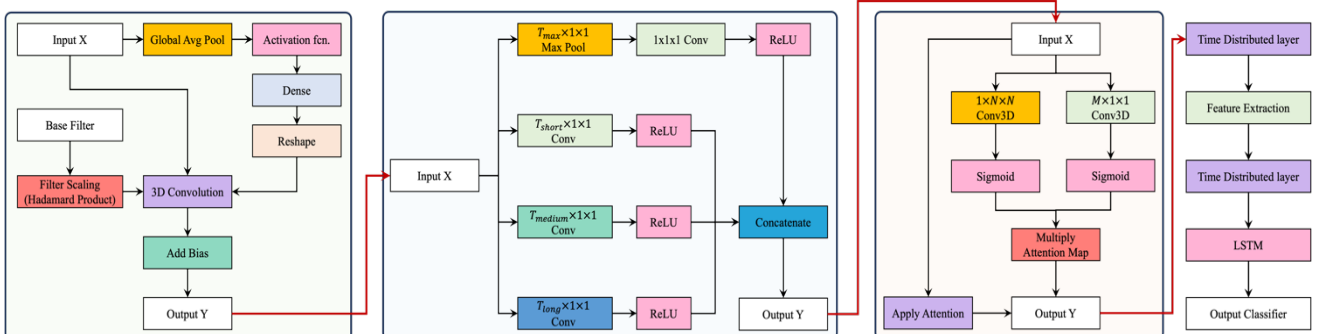 Input X
Global Avg Pool
Activation fcn.
Dense
Base Filter
Reshape
Filter Scaling
(Hadamard Product)
3D Convolution
Add Bias
Output Y
Input X
T_max×1×1
Max Pool
1x1x1 Conv
ReLU
T_short×1×1
Conv
ReLU
T_medium×1×1
Conv
ReLU
Concatenate
T_long×1×1
Conv
ReLU
Output Y
Input X
1×N×N
Conv3D
M×1×1
Conv3D
Sigmoid
Sigmoid
Multiply
Attention Map
Apply Attention
Output Y
Time Distributed layer
Feature Extraction
Time Distributed layer
LSTM
Output Classifier